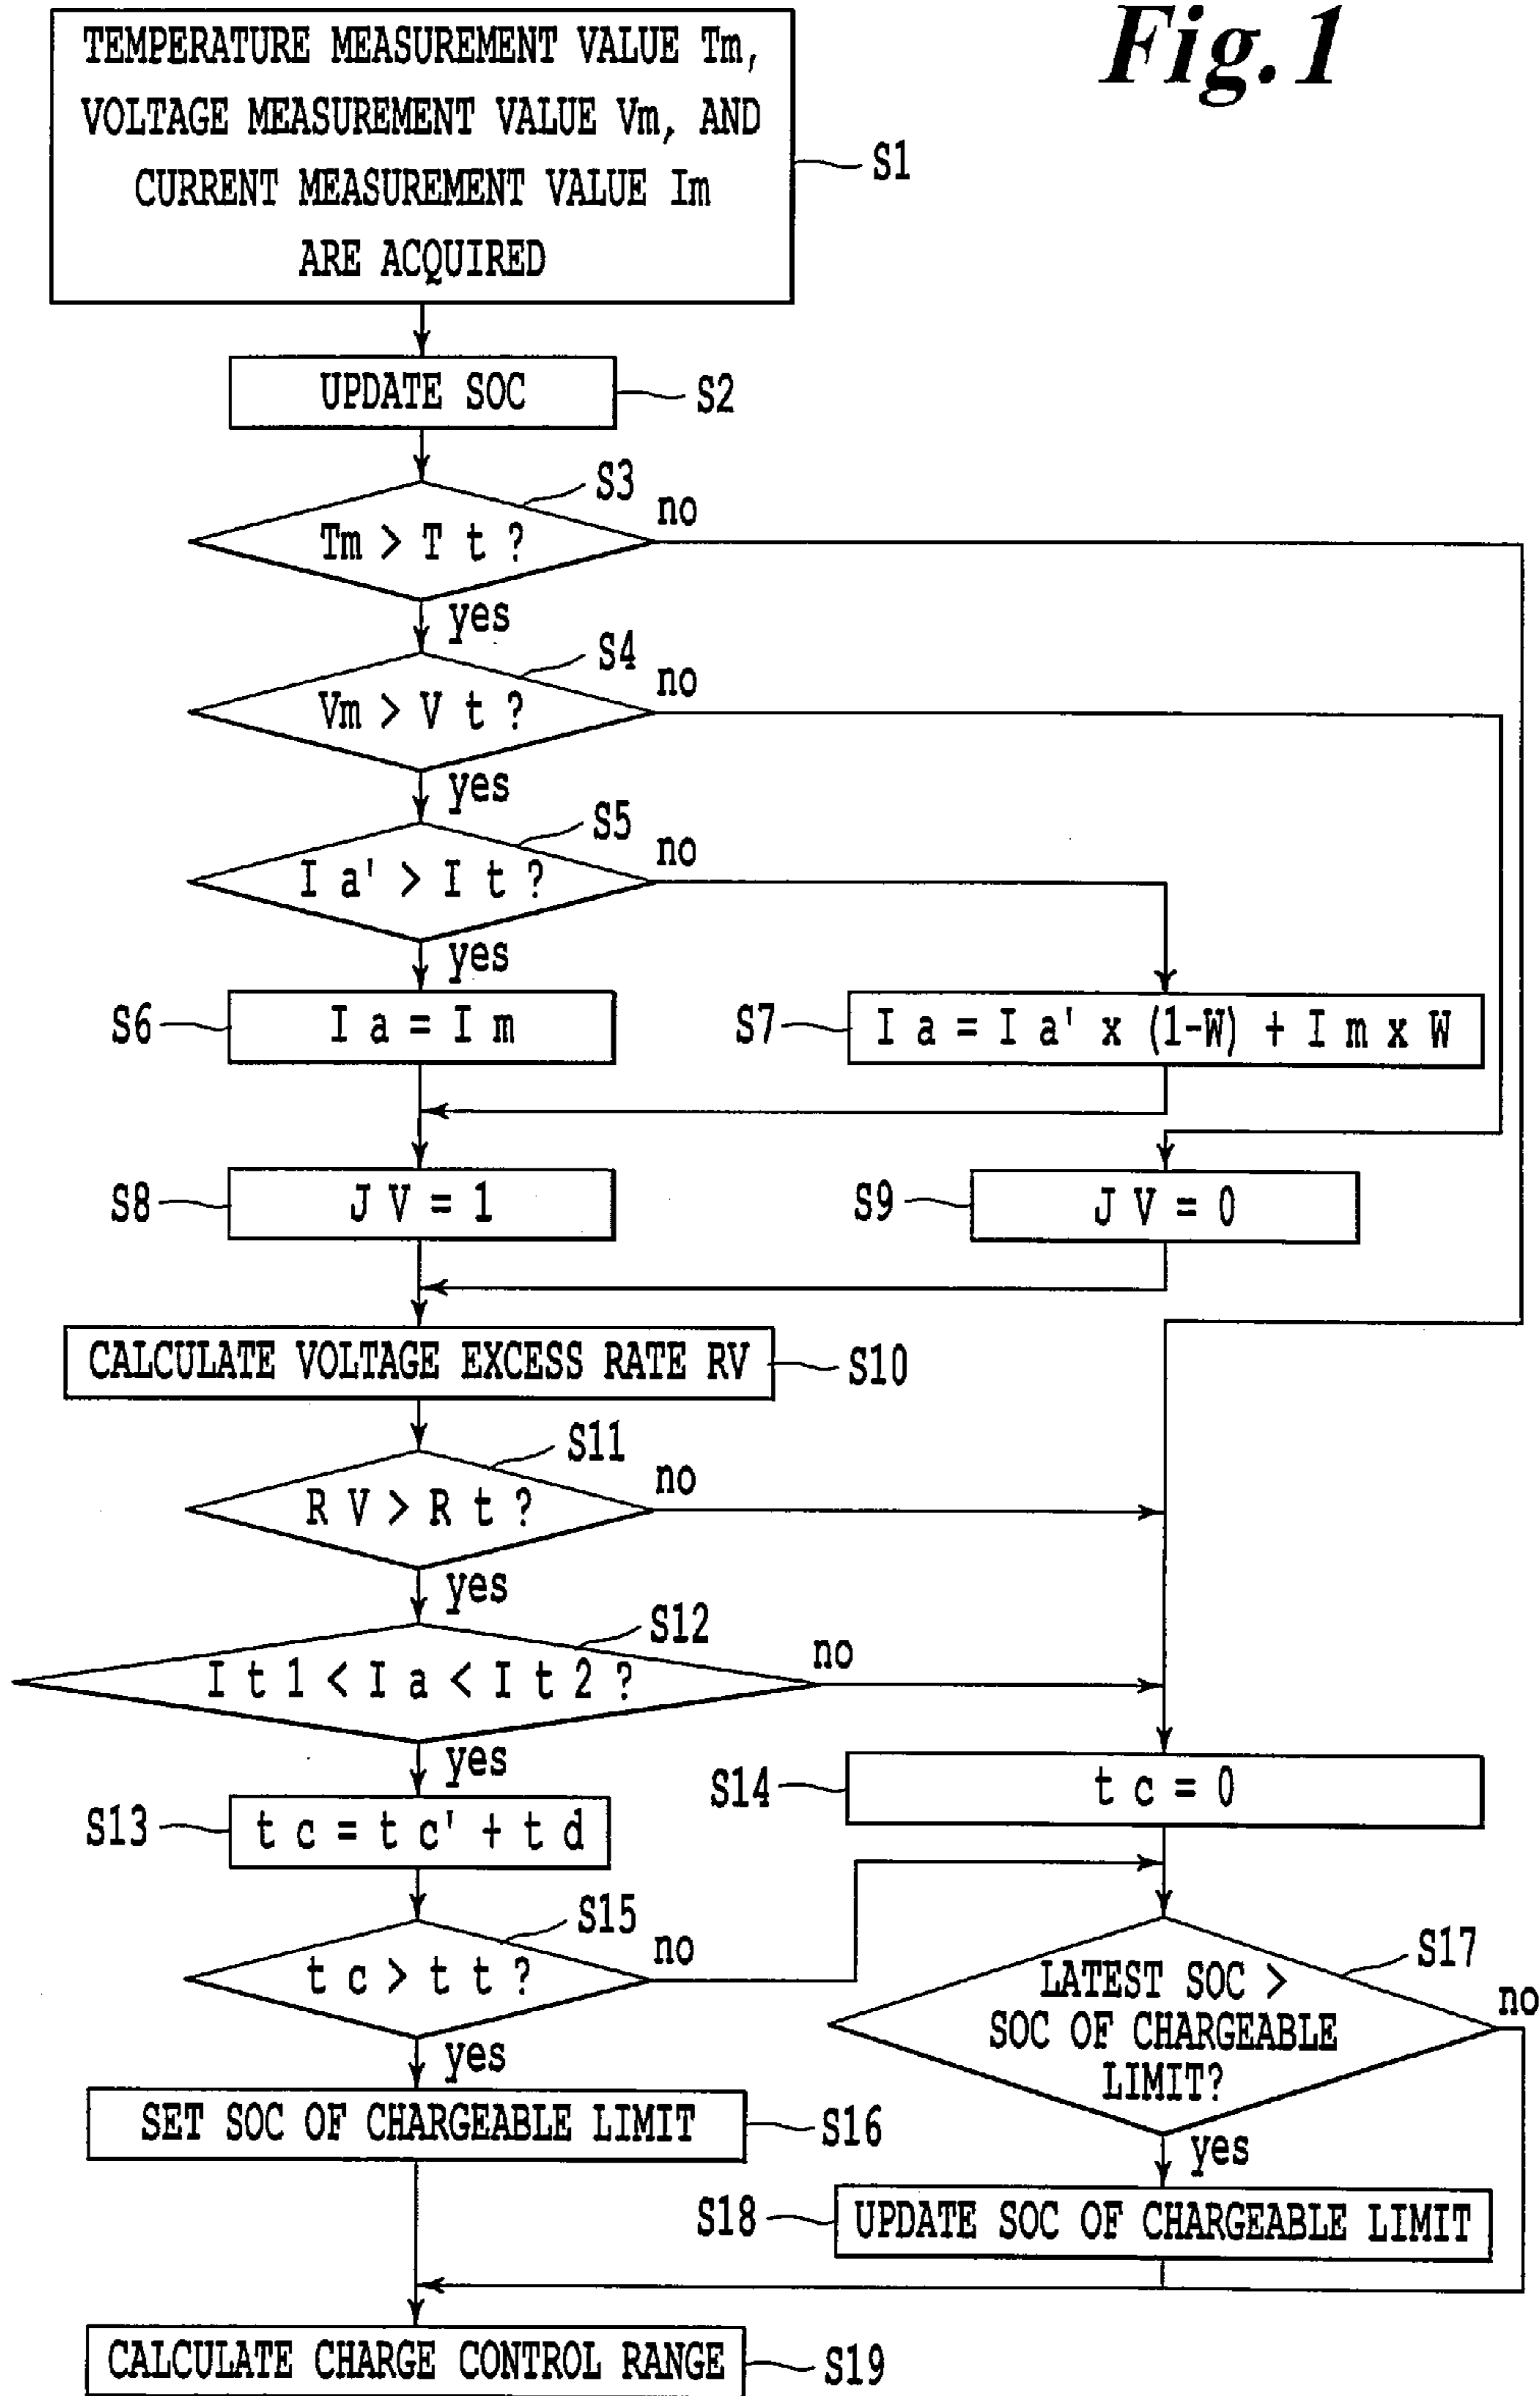 Fig.1
TEMPERATURE MEASUREMENT VALUE Tm,
VOLTAGE MEASUREMENT VALUE Vm, AND
CURRENT MEASUREMENT VALUE Im
ARE ACQUIRED
S1
UPDATE SOC
S2
S3
Tm > T t ?
no
yes
S4
Vm > V t ?
no
yes
S5
I a' > I t ?
no
yes
S6
I a = I m
S7
I a = I a' x (1-W) + I m x W
S8
J V = 1
S9
J V = 0
CALCULATE VOLTAGE EXCESS RATE RV
S10
S11
R V > R t ?
no
yes
S12
I t 1 < I a < I t 2 ?
no
yes
S13
t c = t c' + t d
S14
t c = 0
S15
t c > t t ?
no
yes
S17
LATEST SOC >
SOC OF CHARGEABLE
LIMIT?
no
yes
SET SOC OF CHARGEABLE LIMIT
S16
S18
UPDATE SOC OF CHARGEABLE LIMIT
CALCULATE CHARGE CONTROL RANGE
S19